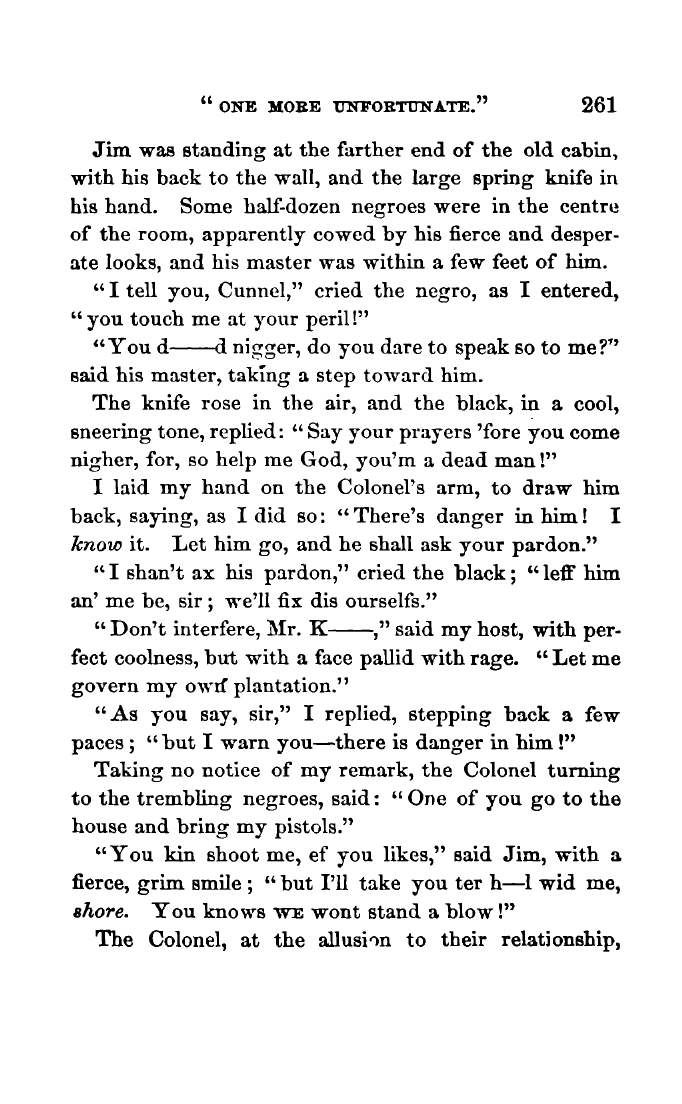 “ ONE MORE UNFORTUNATE.” 261
Jim was standing at the farther end of the old cabin,
with his back to the wall, and the large spring knife in
his hand. Some half-dozen negroes were in the centre
of the room, apparently cowed by his fierce and desper-
ate looks, and his master was within a few feet of him.
“I tell you, Cunnel,” cried the negro, as I entered,
“you touch me at your peril!”
“You d——d nigger, do you dare to speak so to me?”
said his master, taking a step toward him.
The knife rose in the air, and the black, in a cool,
sneering tone, replied: “Say your prayers ’fore you come
nigher, for, so help me God, you’m a dead man!”
I laid my hand on the Colonel’s arm, to draw him
back, saying, as I did so: “There’s danger in him! I
know it. Let him go, and he shall ask your pardon.”
“I shan’t ax his pardon,” cried the black; “leff him
an’ me be, sir; we’ll fix dis ourselfs.”
“Don’t interfere, Mr. K——,” said my host, with per-
fect coolness, but with a face pallid with rage. “Let me
govern my own plantation.”
“As you say, sir,” I replied, stepping back a few
paces; “but I warn you—there is danger in him!”
Taking no notice of my remark, the Colonel turning
to the trembling negroes, said: “One of you go to the
house and bring my pistols.”
“You kin shoot me, ef you likes,” said Jim, with a
fierce, grim smile; “but I’ll take you ter h—l wid me,
shore. You knows WE wont stand a blow!”
The Colonel, at the allusion to their relationship,